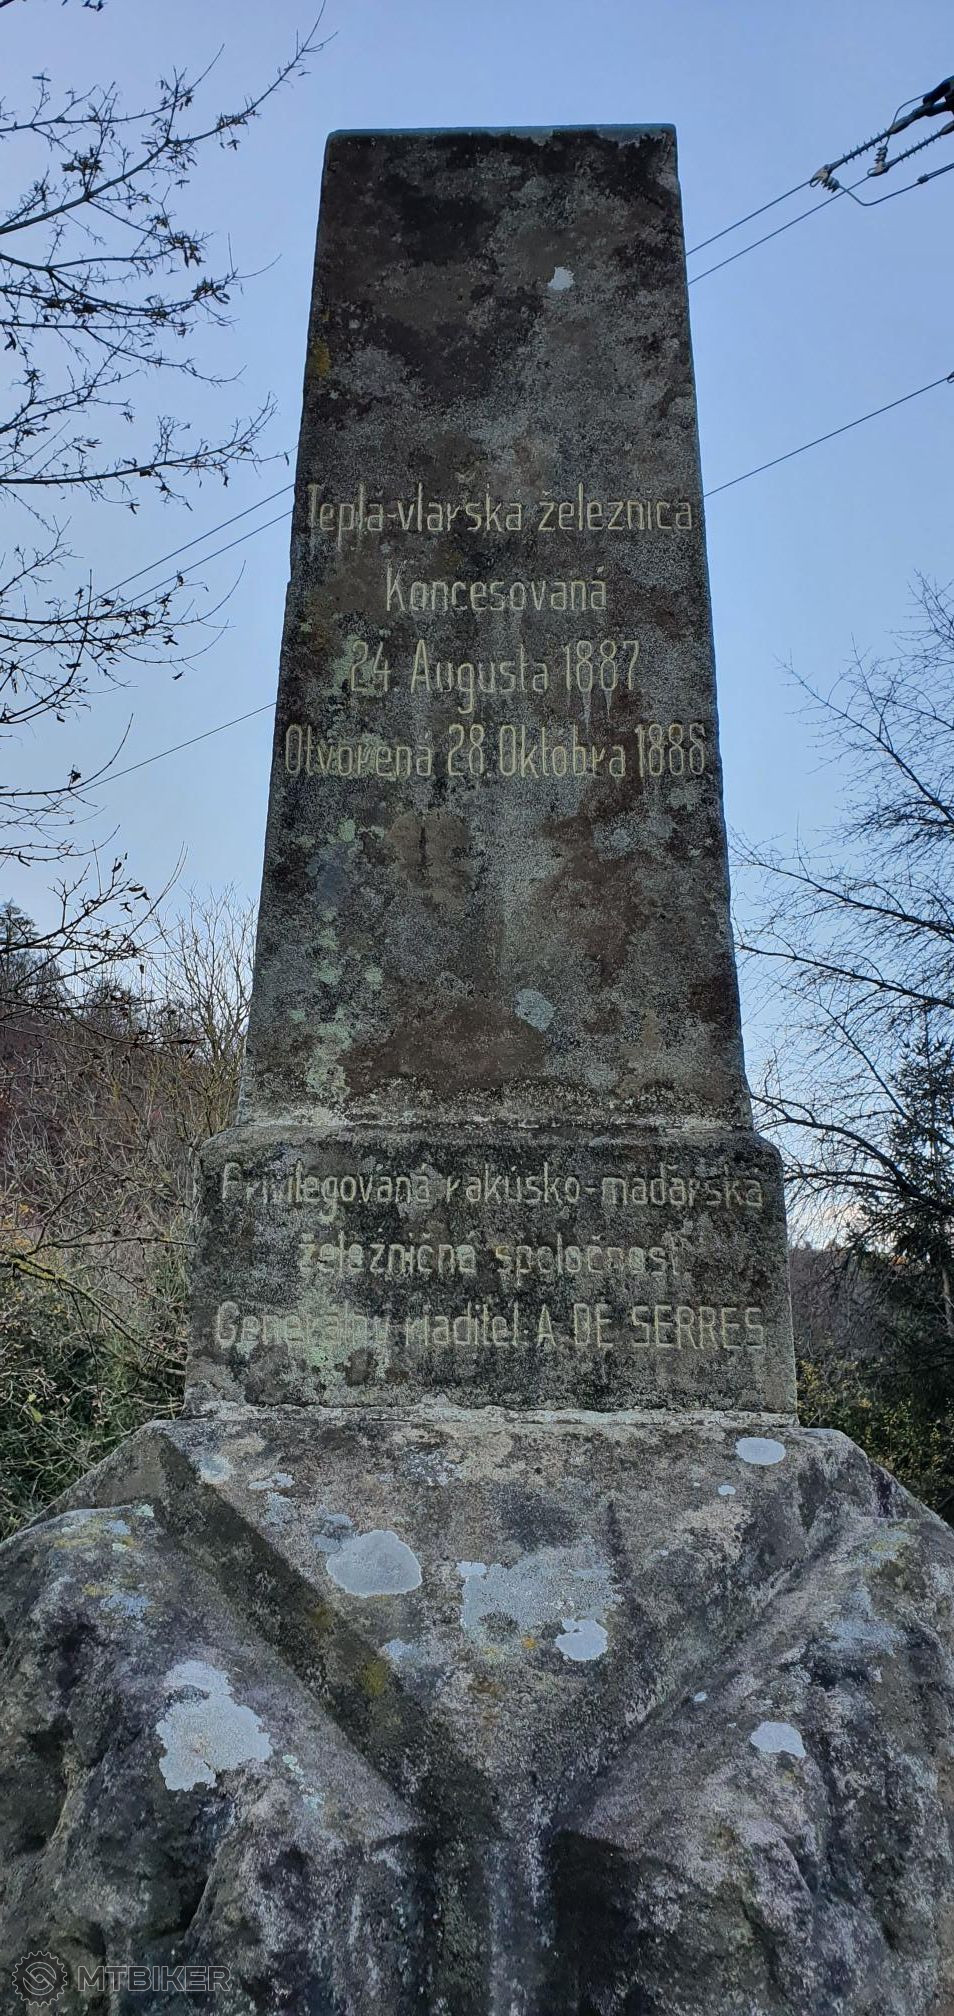 Teplá-vlárska železnica
Koncesovaná
24. Augusta 1887
Otvorená 28. Oktobra 1888
Privilegovaná rakúsko-maďarská
železničná spoločnosť
Generálny riaditeľ A DE SERRES
MTBIKER